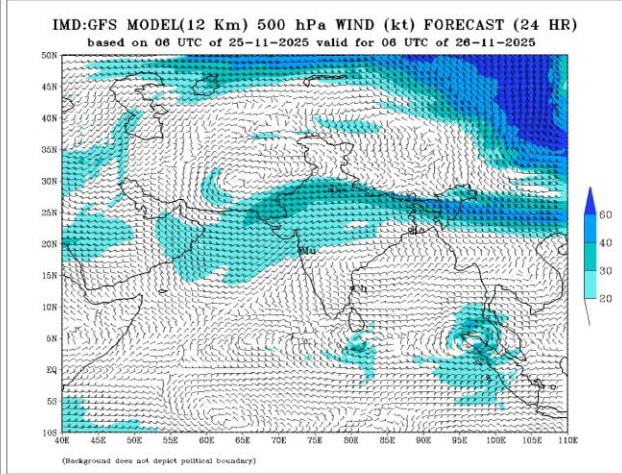 IMD:GFS MODEL(12 Km) 500 hPa WIND (kt) FORECAST (24 HR)
based on 06 UTC of 25-11-2025 valid for 06 UTC of 26-11-2025
50N
45N
40N
35N
30N
25N
20N
15N
10N
5N
EQ
5S
10S
40E 45E 50E 55E 60E 65E 70E 75E 80E 85E 90E 95E 100E 105E 110E
Mu
Ch
60
40
30
20
(Background does not depict political boundary)